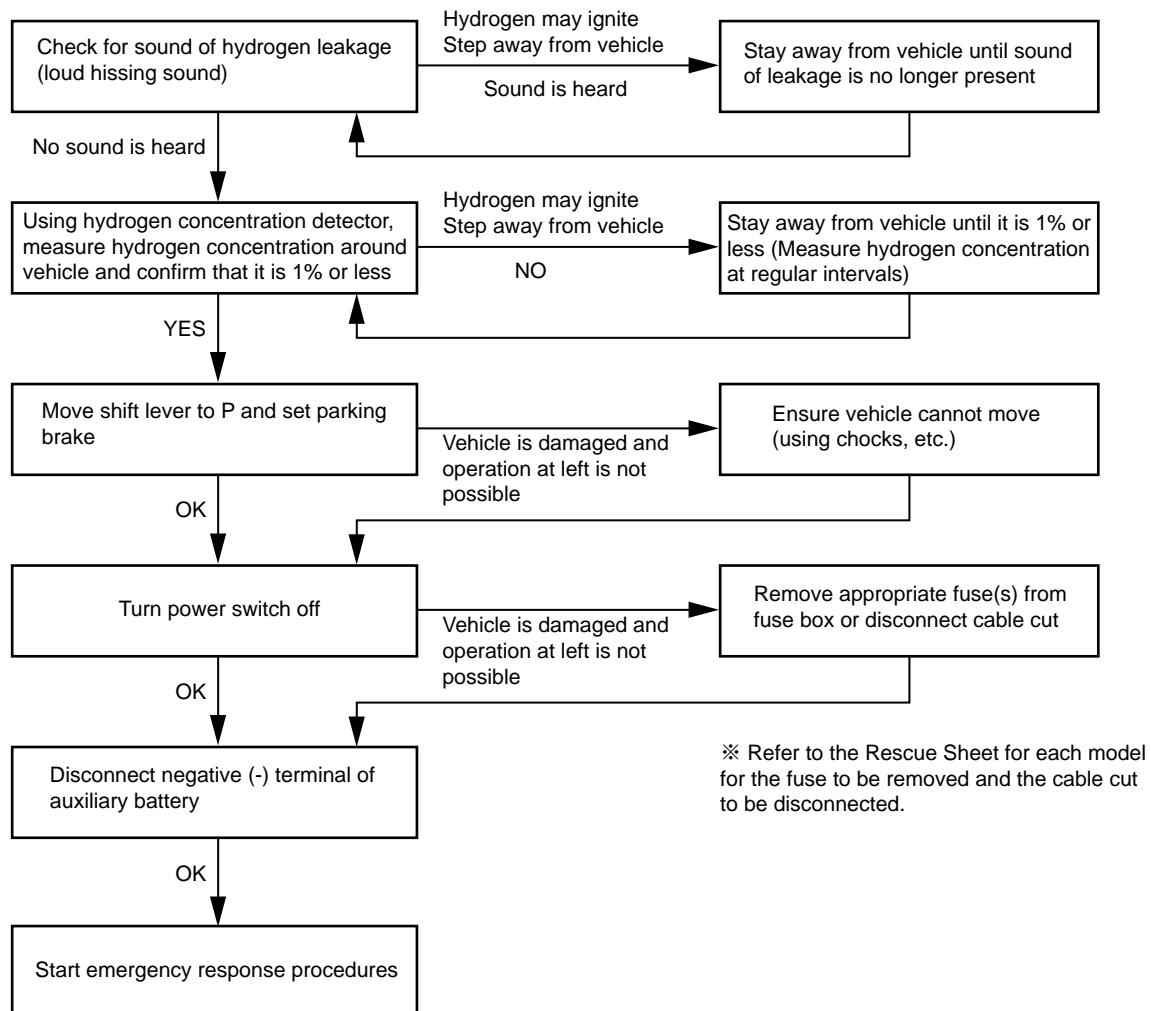 Check for sound of hydrogen leakage
(loud hissing sound)
Hydrogen may ignite
Step away from vehicle
Sound is heard
Stay away from vehicle until sound
of leakage is no longer present
No sound is heard
Using hydrogen concentration detector,
measure hydrogen concentration around
vehicle and confirm that it is 1% or less
Hydrogen may ignite
Step away from vehicle
NO
Stay away from vehicle until it is 1% or
less (Measure hydrogen concentration
at regular intervals)
YES
Move shift lever to P and set parking
brake
Vehicle is damaged and
operation at left is not
possible
Ensure vehicle cannot move
(using chocks, etc.)
OK
Turn power switch off
Vehicle is damaged and
operation at left is not
possible
Remove appropriate fuse(s) from
fuse box or disconnect cable cut
OK
Disconnect negative (-) terminal of
auxiliary battery
※ Refer to the Rescue Sheet for each model
for the fuse to be removed and the cable cut
to be disconnected.
OK
Start emergency response procedures